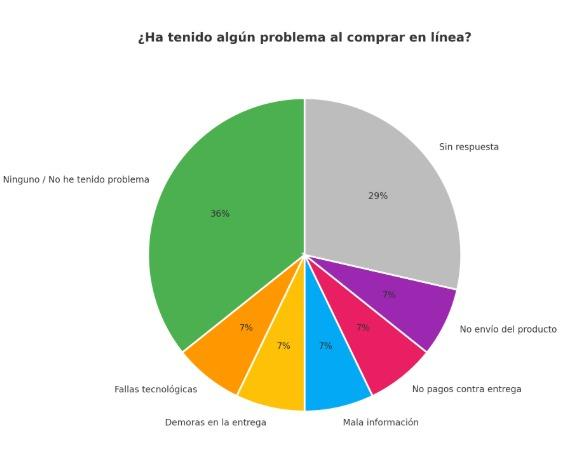 ¿Ha tenido algún problema al comprar en línea?
Sin respuesta
Ninguno / No he tenido problema
29%
36%
7%
No envío del producto
7%
7%
7%
7%
Fallas tecnológicas
No pagos contra entrega
Demoras en la entrega
Mala información